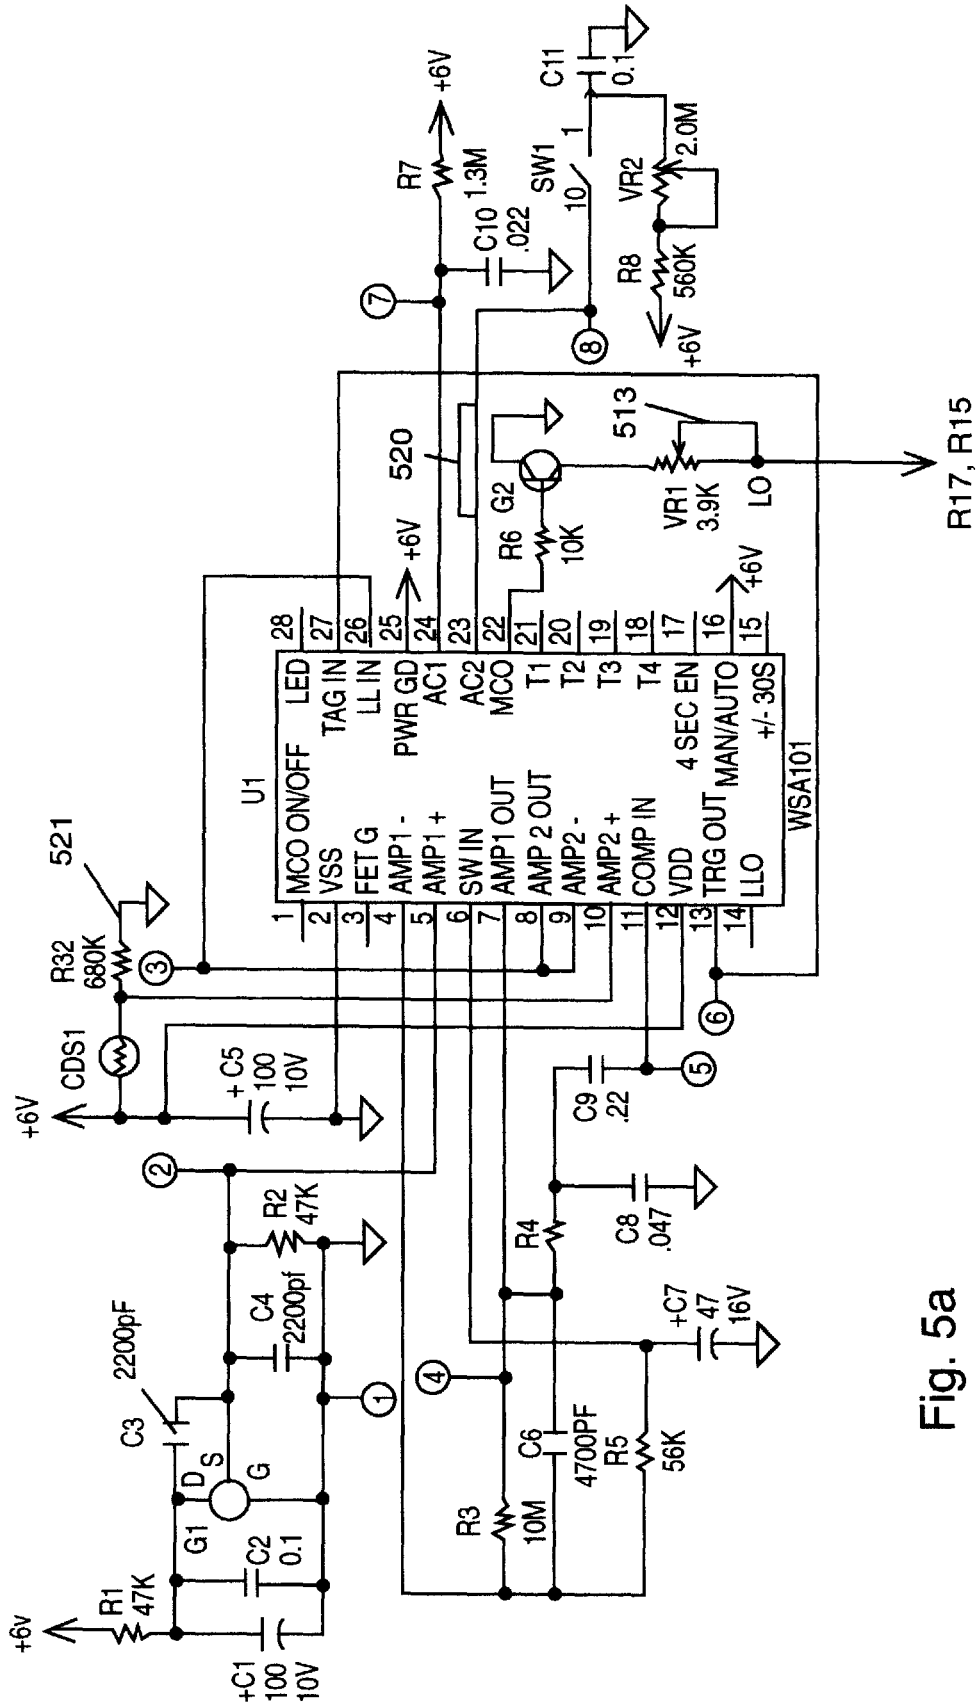 +6v
R1
47K
+C1
100
10V
C2
0.1
G1
D
S
G
C3
2200pF
C4
2200pf
R2
47K
1
2
+6V
CDS1
R32
680K
521
+C5
100
10V
3
R3
10M
C6
4700PF
R5
56K
4
+C7
47
16V
R4
C8
.047
C9
.22
5
6
U1
1 MCO ON/OFF
2 VSS
3 FET G
4 AMP1 -
5 AMP1 +
6 SW IN
7 AMP1 OUT
8 AMP 2 OUT
9 AMP2 -
10 AMP2 +
11 COMP IN
12 VDD
13 TRG OUT
14 LLO
LED 28
TAG IN 27
LL IN 26
PWR GD 25
AC1 24
AC2 23
MCO 22
T1 21
T2 20
T3 19
T4 18
4 SEC EN 17
MAN/AUTO 16
+/- 30S 15
WSA101
+6V
+6V
520
R6
10K
G2
VR1
3.9K
513
LO
R17, R15
7
R7
1.3M
+6V
C10
.022
8
SW1
10
1
C11
0.1
+6V
R8
560K
VR2
2.0M
Fig. 5a